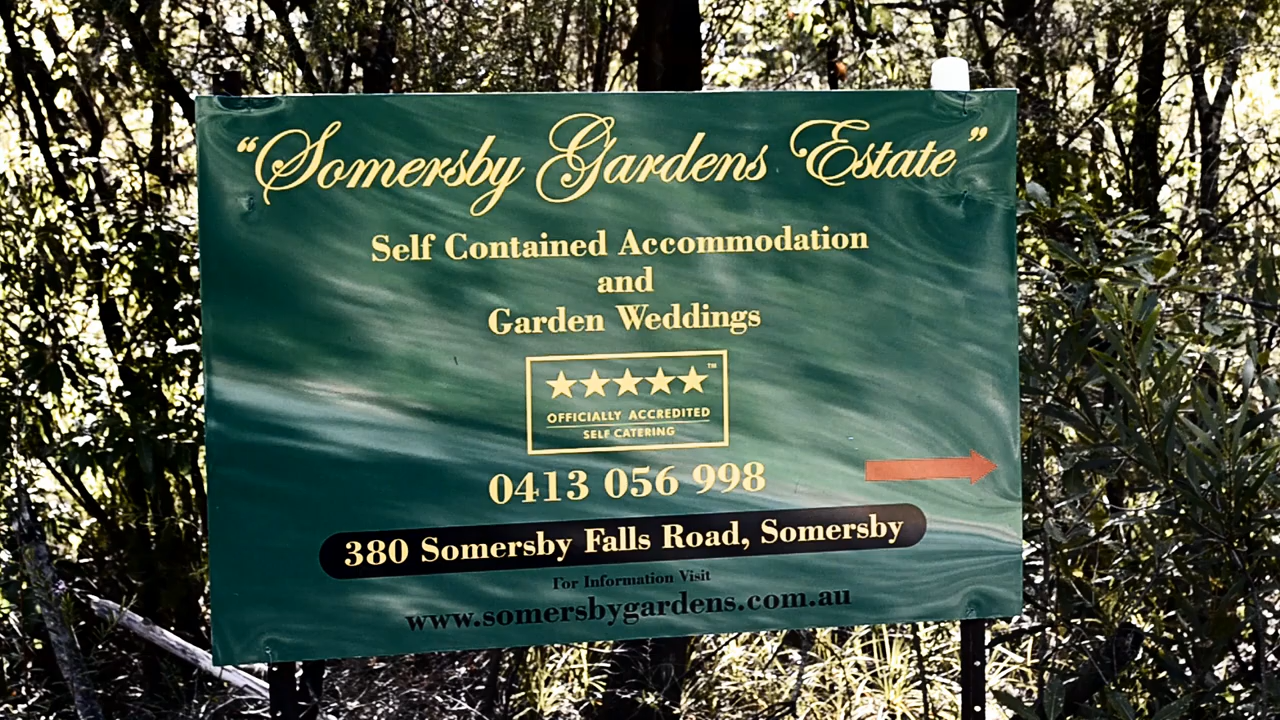 “Somersby Gardens Estate”
Self Contained Accommodation
and
Garden Weddings
TM
OFFICIALLY ACCREDITED
SELF CATERING
0413 056 998
380 Somersby Falls Road, Somersby
For Information Visit
www.somersbygardens.com.au